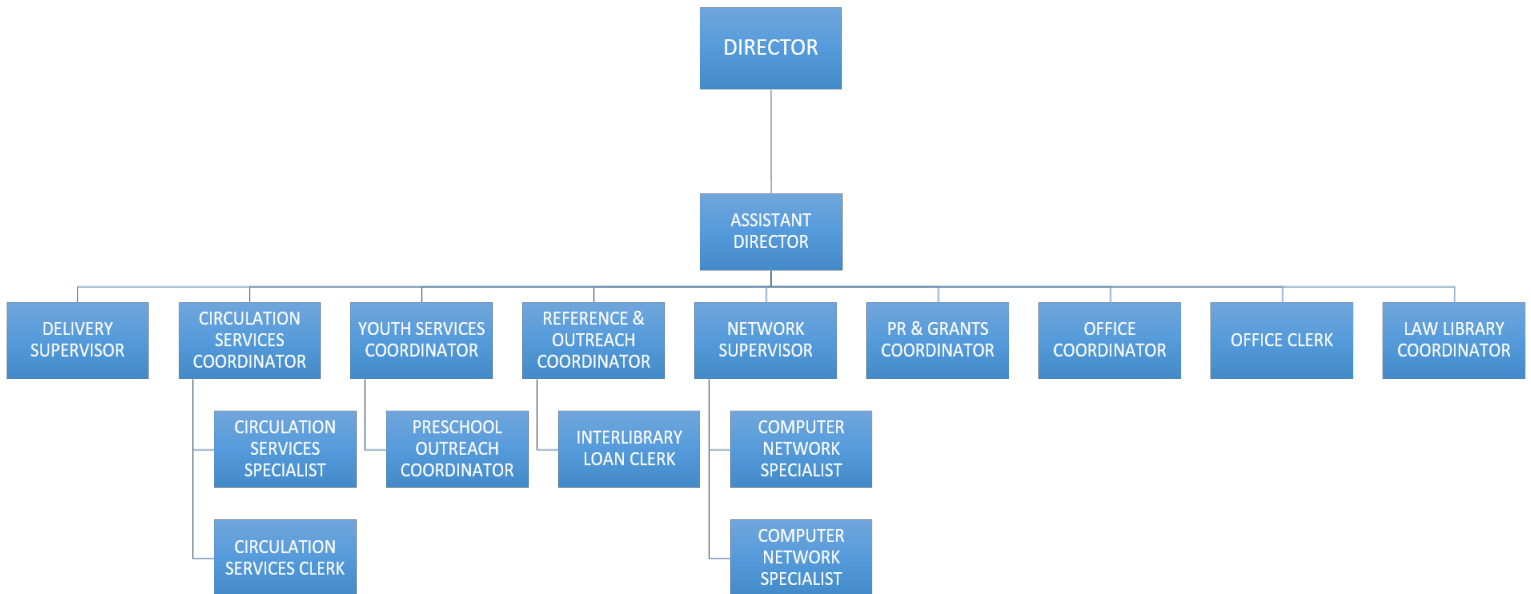 DIRECTOR
ASSISTANT
DIRECTOR
DELIVERY
SUPERVISOR
CIRCULATION
SERVICES
COORDINATOR
YOUTH SERVICES
COORDINATOR
REFERENCE &
OUTREACH
COORDINATOR
NETWORK
SUPERVISOR
PR & GRANTS
COORDINATOR
OFFICE
COORDINATOR
OFFICE CLERK
LAW LIBRARY
COORDINATOR
CIRCULATION
SERVICES
SPECIALIST
PRESCHOOL
OUTREACH
COORDINATOR
INTERLIBRARY
LOAN CLERK
COMPUTER
NETWORK
SPECIALIST
CIRCULATION
SERVICES CLERK
COMPUTER
NETWORK
SPECIALIST